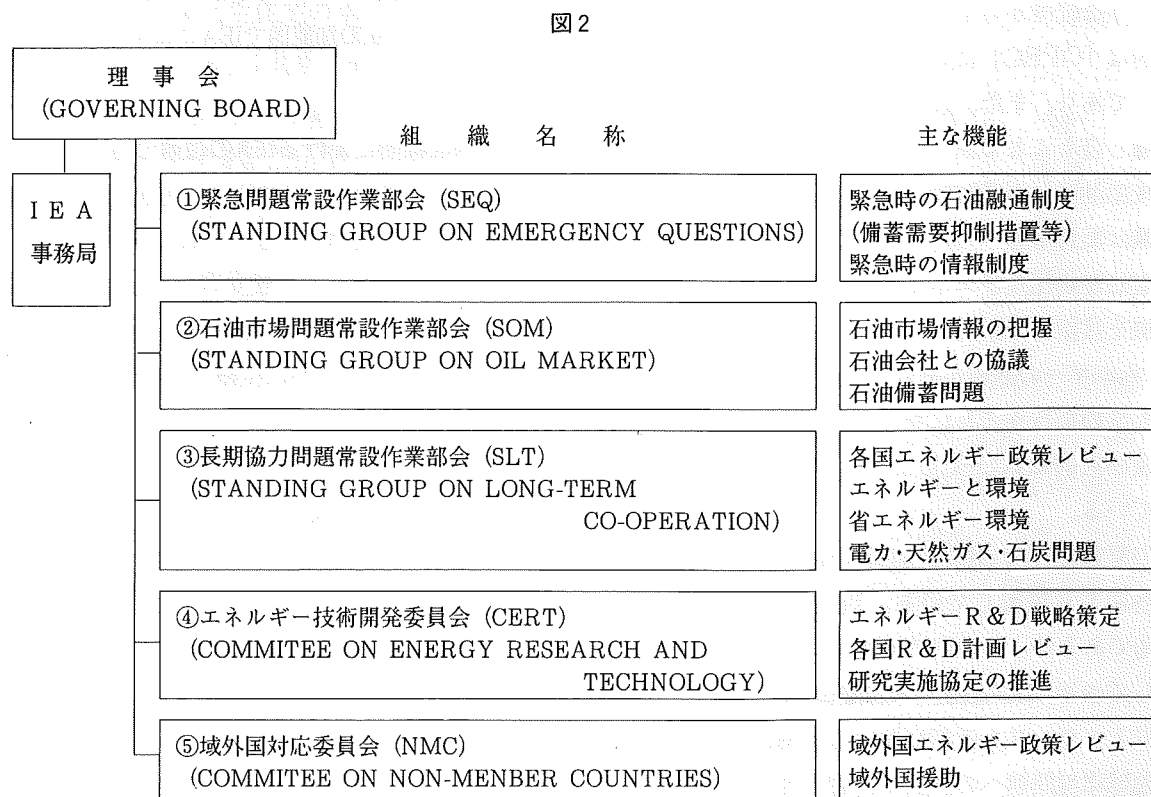 図2
理 事 会
(GOVERNING BOARD)
組 織 名 称
主な機能
I E A
事務局
①緊急問題常設作業部会 (SEQ)
(STANDING GROUP ON EMERGENCY QUESTIONS)
緊急時の石油融通制度
(備蓄需要抑制措置等)
緊急時の情報制度
②石油市場問題常設作業部会 (SOM)
(STANDING GROUP ON OIL MARKET)
石油市場情報の把握
石油会社との協議
石油備蓄問題
③長期協力問題常設作業部会 (SLT)
(STANDING GROUP ON LONG-TERM
CO-OPERATION)
各国エネルギー政策レビュー
エネルギーと環境
省エネルギー環境
電力・天然ガス・石炭問題
④エネルギー技術開発委員会 (CERT)
(COMMITEE ON ENERGY RESEARCH AND
TECHNOLOGY)
エネルギーR&D戦略策定
各国R&D計画レビュー
研究実施協定の推進
⑤域外国対応委員会 (NMC)
(COMMITEE ON NON-MENBER COUNTRIES)
域外国エネルギー政策レビュー
域外国援助